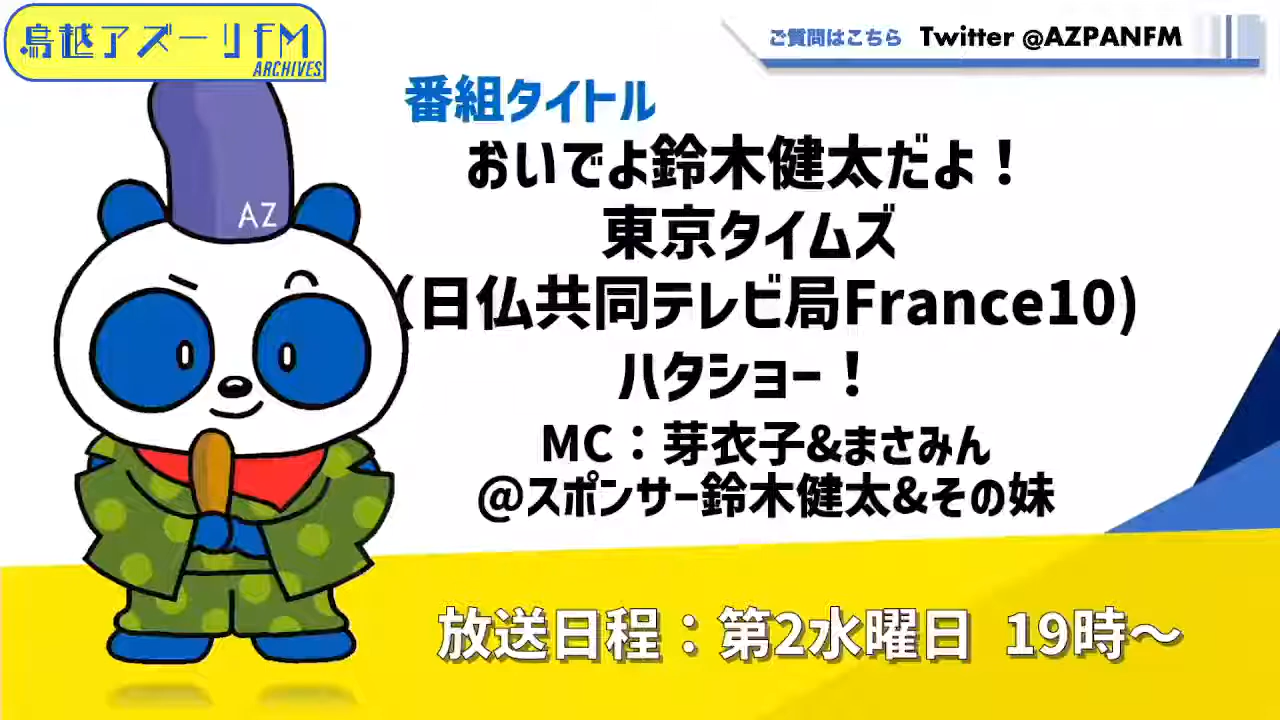 鳥越アズーリFM
ARCHIVES
ご質問はこちら Twitter @AZPANFM
番組タイトル
おいでよ鈴木健太だよ！
東京タイムズ
（日仏共同テレビ局France10)
ハタショー！
MC：芽衣子&まさみん
@スポンサー鈴木健太&その妹
AZ
放送日程：第2水曜日 19時～